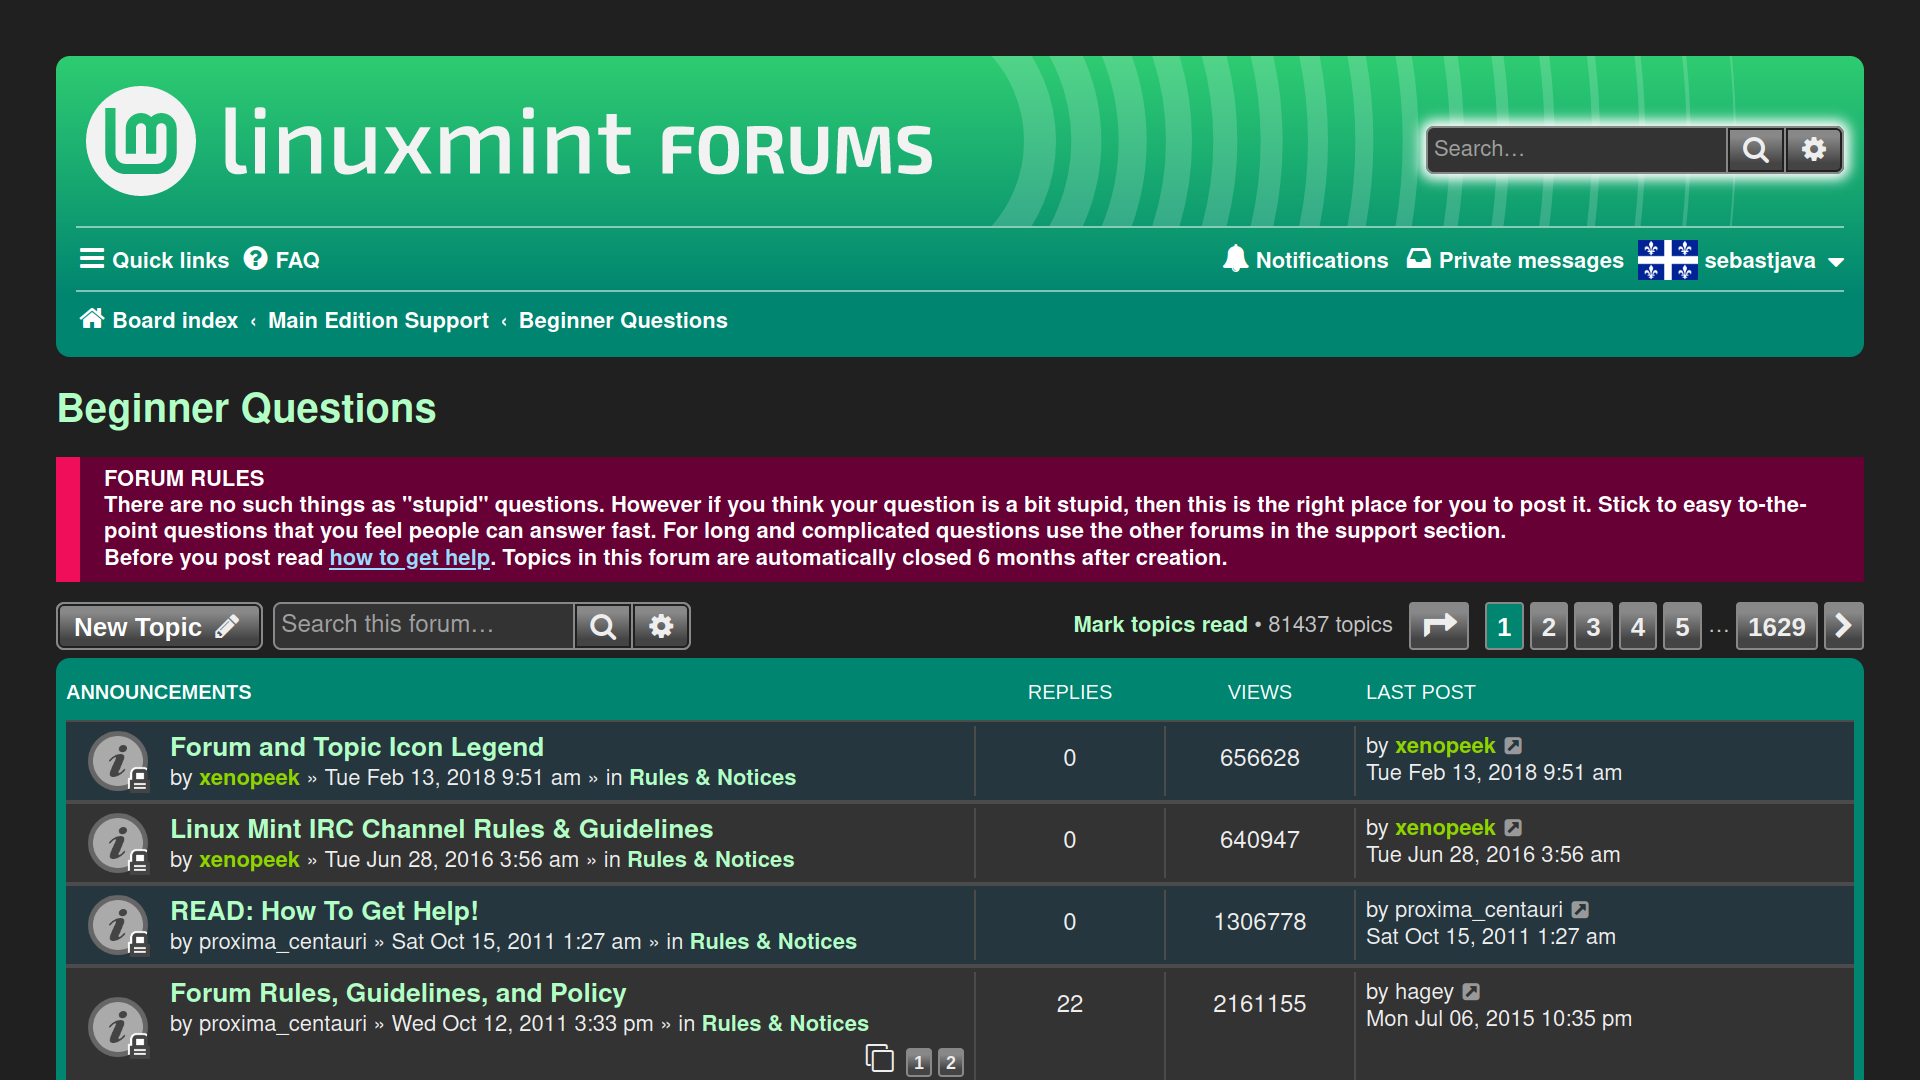 linuxmint FORUMS
Search…
Quick links FAQ
Notifications Private messages sebastjava
Board index ‹ Main Edition Support ‹ Beginner Questions
Beginner Questions
FORUM RULES
There are no such things as "stupid" questions. However if you think your question is a bit stupid, then this is the right place for you to post it. Stick to easy to-the-
point questions that you feel people can answer fast. For long and complicated questions use the other forums in the support section.
Before you post read how to get help. Topics in this forum are automatically closed 6 months after creation.
New Topic Search this forum… Mark topics read • 81437 topics 1 2 3 4 5 … 1629
ANNOUNCEMENTS REPLIES VIEWS LAST POST
Forum and Topic Icon Legend
by xenopeek » Tue Feb 13, 2018 9:51 am » in Rules & Notices
0
656628
by xenopeek
Tue Feb 13, 2018 9:51 am
Linux Mint IRC Channel Rules & Guidelines
by xenopeek » Tue Jun 28, 2016 3:56 am » in Rules & Notices
0
640947
by xenopeek
Tue Jun 28, 2016 3:56 am
READ: How To Get Help!
by proxima_centauri » Sat Oct 15, 2011 1:27 am » in Rules & Notices
0
1306778
by proxima_centauri
Sat Oct 15, 2011 1:27 am
Forum Rules, Guidelines, and Policy
by proxima_centauri » Wed Oct 12, 2011 3:33 pm » in Rules & Notices
1 2
22
2161155
by hagey
Mon Jul 06, 2015 10:35 pm